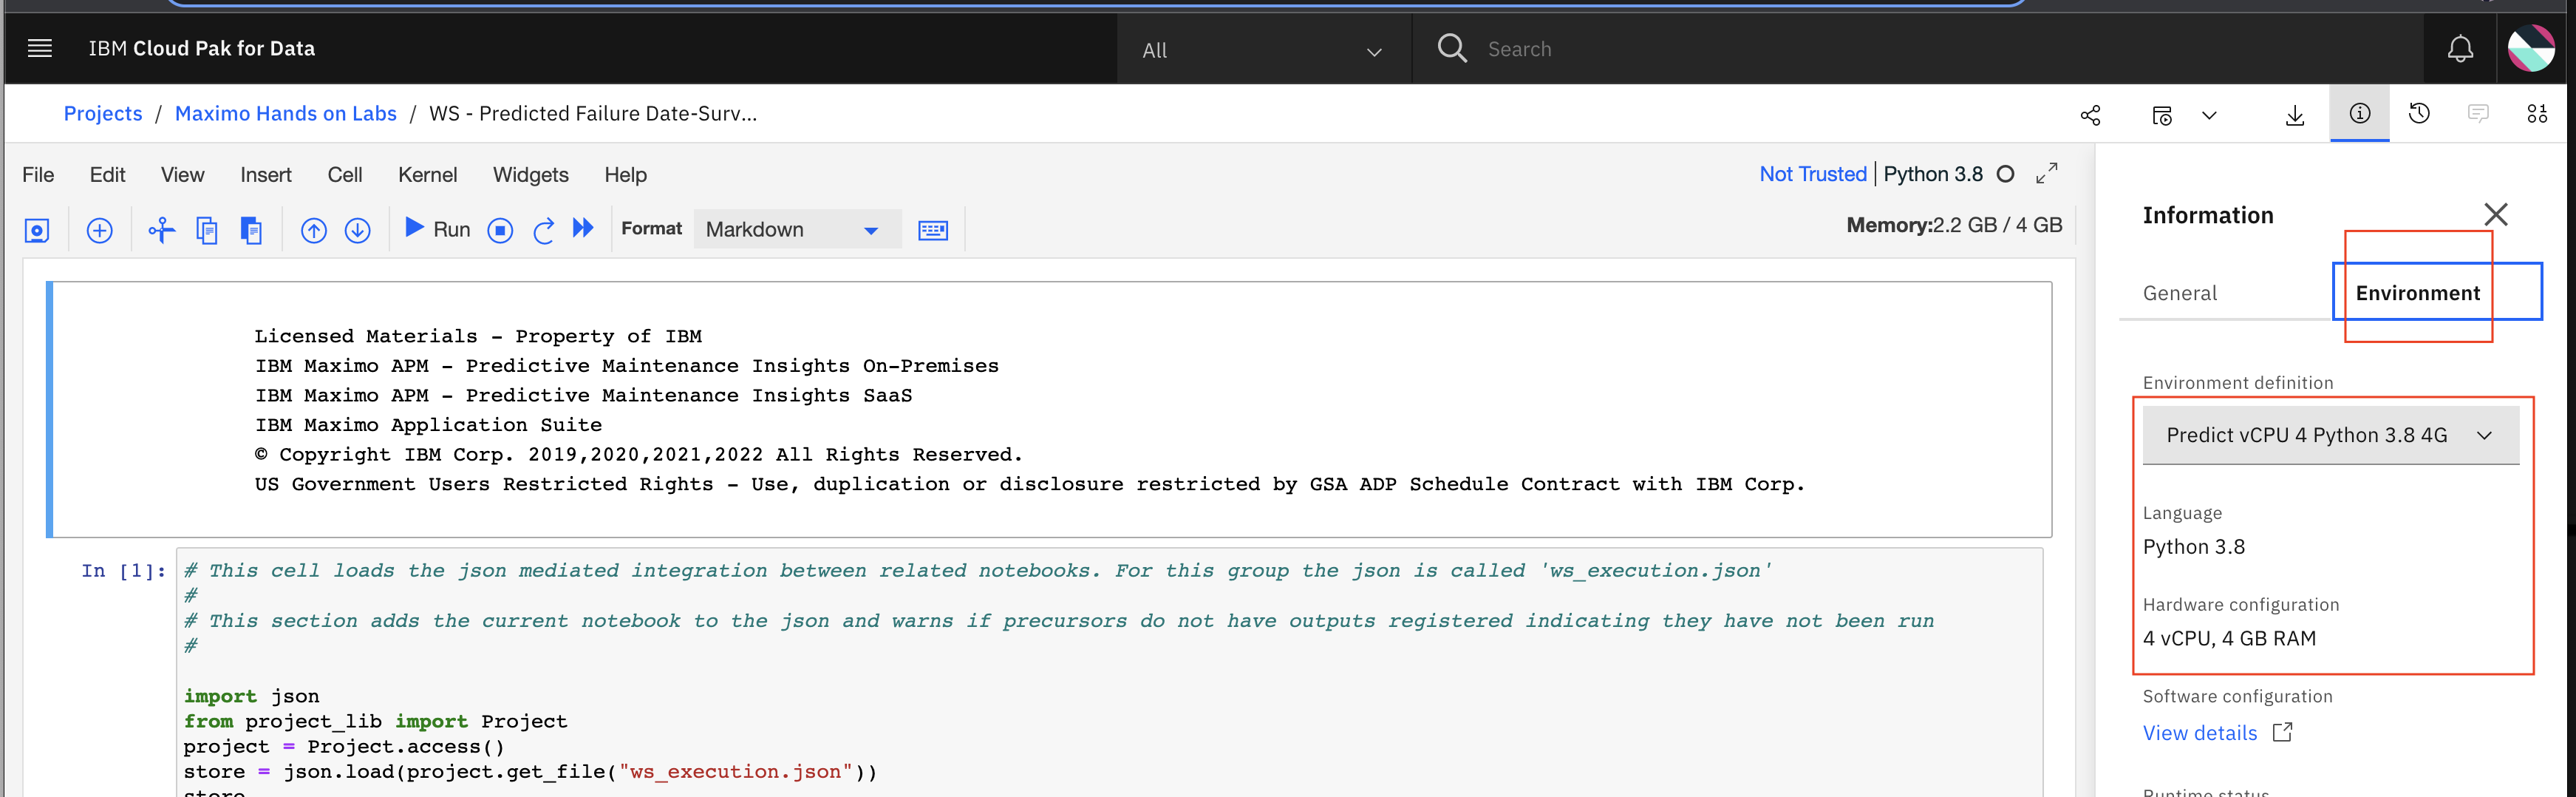 IBM Cloud Pak for Data
All
Search
Projects / Maximo Hands on Labs / WS - Predicted Failure Date-Surv...
File Edit View Insert Cell Kernel Widgets Help
Not Trusted | Python 3.8
Run
Format
Markdown
Memory:2.2 GB / 4 GB
Licensed Materials - Property of IBM
IBM Maximo APM - Predictive Maintenance Insights On-Premises
IBM Maximo APM - Predictive Maintenance Insights SaaS
IBM Maximo Application Suite
© Copyright IBM Corp. 2019,2020,2021,2022 All Rights Reserved.
US Government Users Restricted Rights - Use, duplication or disclosure restricted by GSA ADP Schedule Contract with IBM Corp.
In [1]:
# This cell loads the json mediated integration between related notebooks. For this group the json is called 'ws_execution.json'
#
# This section adds the current notebook to the json and warns if precursors do not have outputs registered indicating they have not been run
#
import json
from project_lib import Project
project = Project.access()
store = json.load(project.get_file("ws_execution.json"))
store
Information
General
Environment
Environment definition
Predict vCPU 4 Python 3.8 4G
Language
Python 3.8
Hardware configuration
4 vCPU, 4 GB RAM
Software configuration
View details
Runtime status